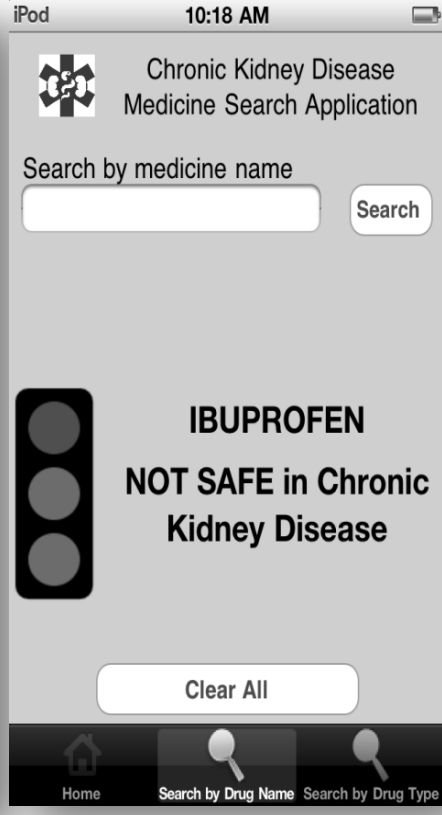 iPod 10:18 AM
Chronic Kidney Disease
Medicine Search Application
Search by medicine name
Search
IBUPROFEN
NOT SAFE in Chronic
Kidney Disease
Clear All
Home Search by Drug Name Search by Drug Type